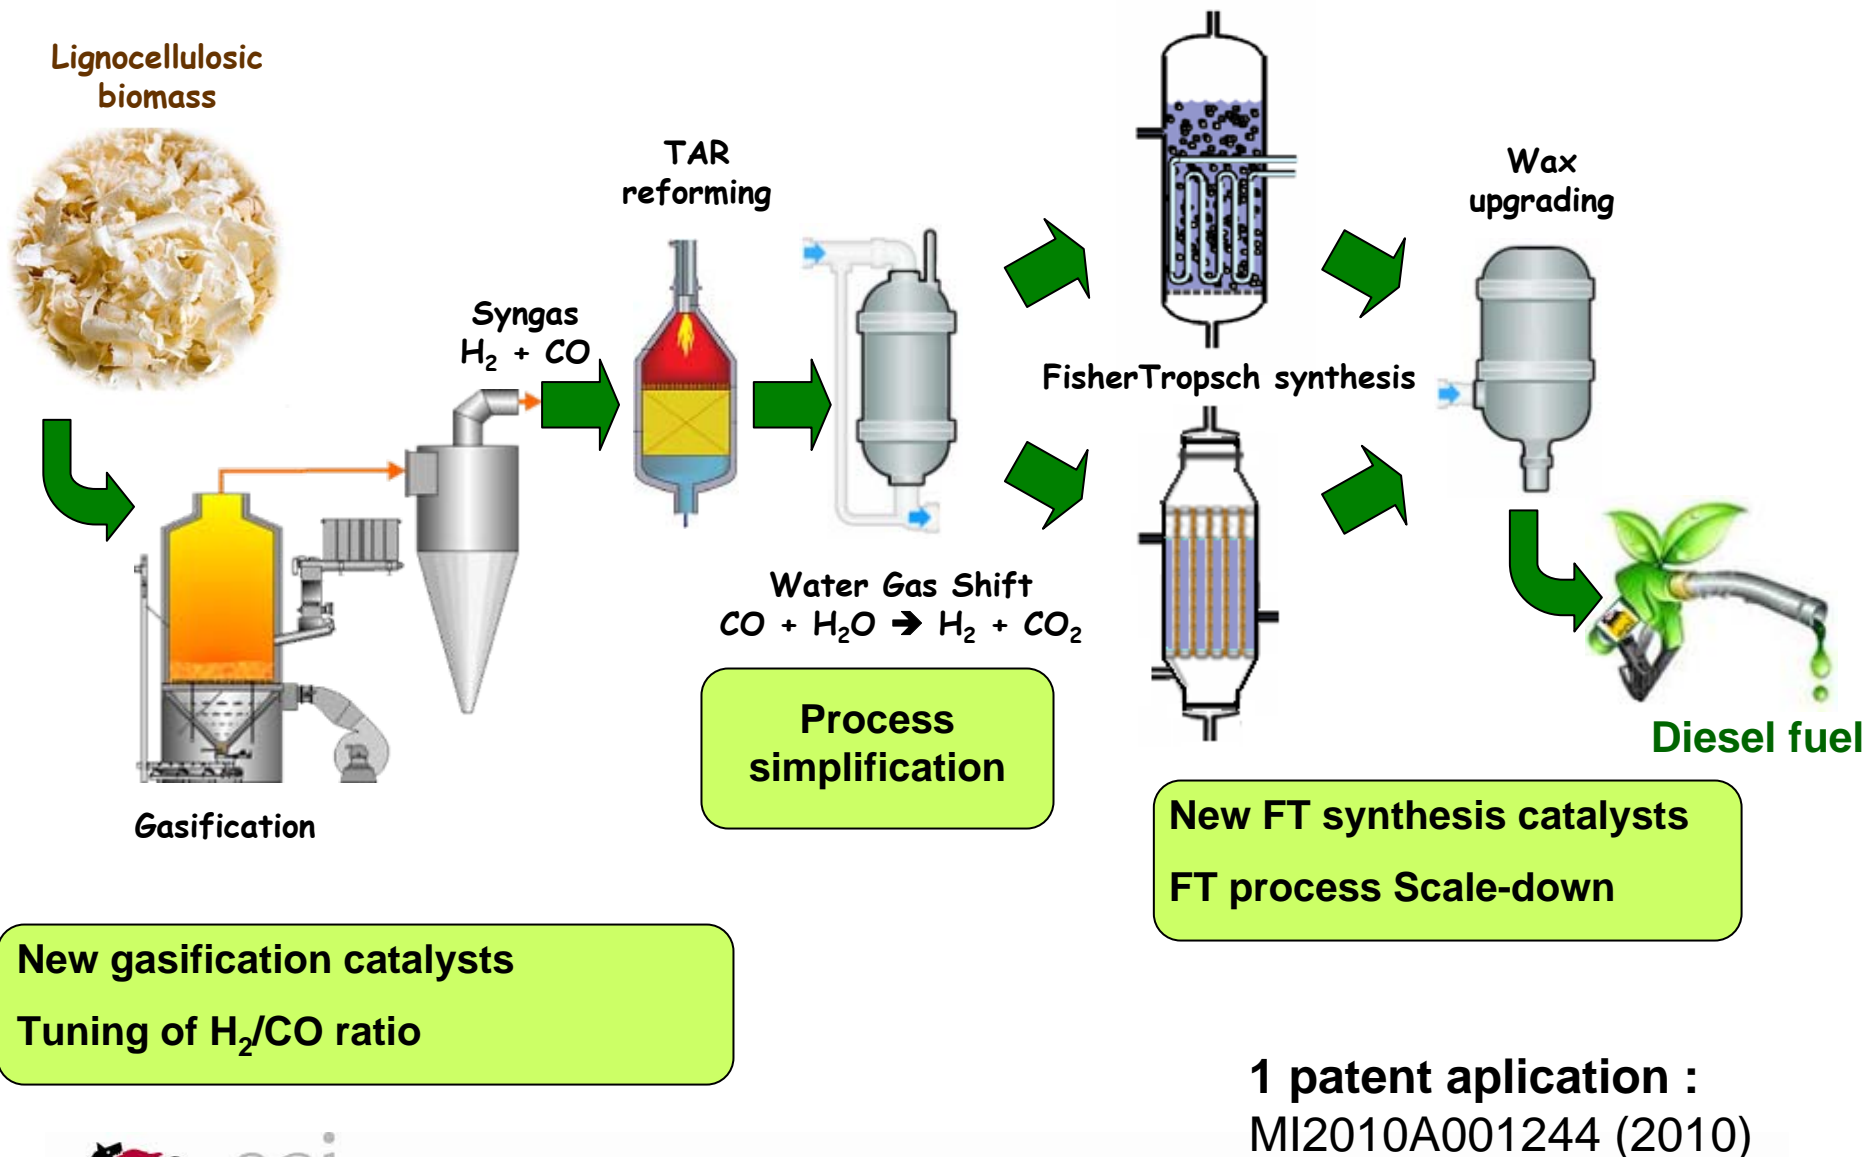 Lignocellulosic
biomass
TAR
reforming
Wax
upgrading
Syngas
H₂ + CO
FisherTropsch synthesis
Water Gas Shift
CO + H₂O ➔ H₂ + CO₂
Process
simplification
Diesel fuel
Gasification
New FT synthesis catalysts
FT process Scale-down
New gasification catalysts
Tuning of H₂/CO ratio
1 patent aplication :
MI2010A001244 (2010)